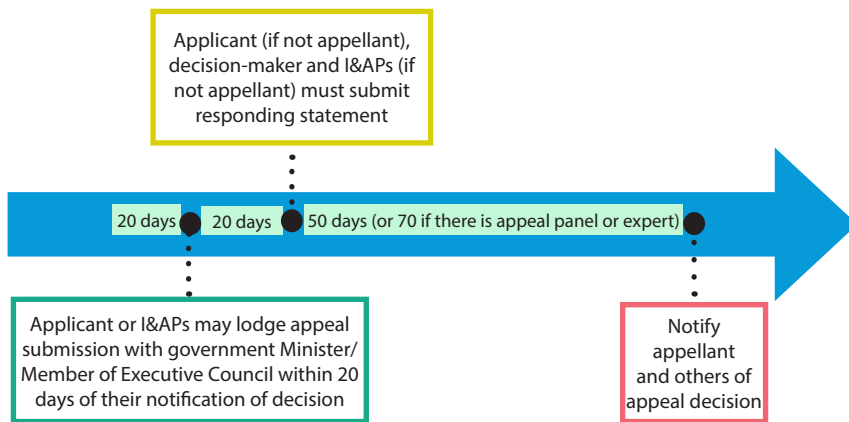 Applicant (if not appellant),
decision-maker and I&APs (if
not appellant) must submit
responding statement
20 days
20 days
50 days (or 70 if there is appeal panel or expert)
Applicant or I&APs may lodge appeal
submission with government Minister/
Member of Executive Council within 20
days of their notification of decision
Notify
appellant
and others of
appeal decision